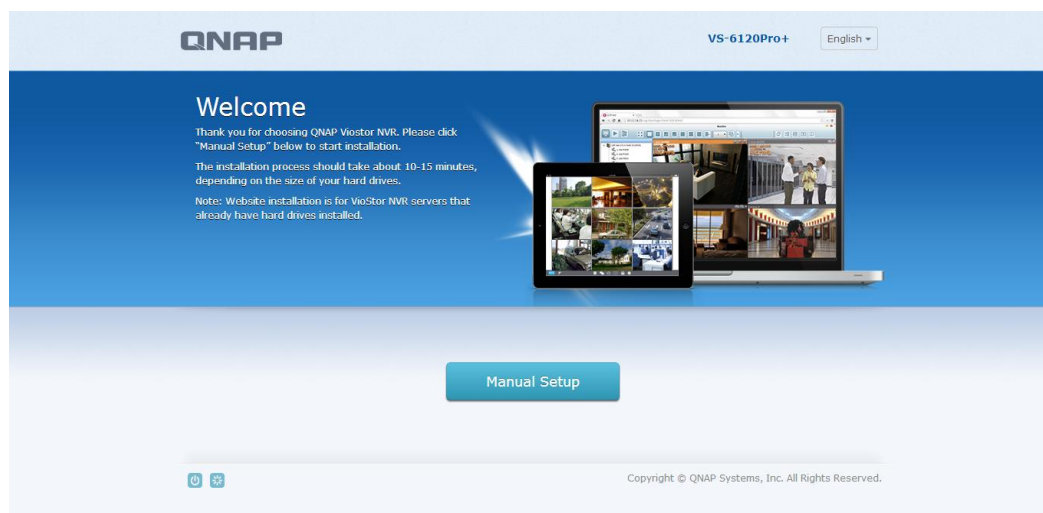 QNAP
VS-6120Pro+
English
Welcome
Thank you for choosing QNAP Viostor NVR. Please click
"Manual Setup" below to start installation.
The installation process should take about 10-15 minutes,
depending on the size of your hard drives.
Note: Website installation is for VioStor NVR servers that
already have hard drives installed.
Manual Setup
Copyright © QNAP Systems, Inc. All Rights Reserved.